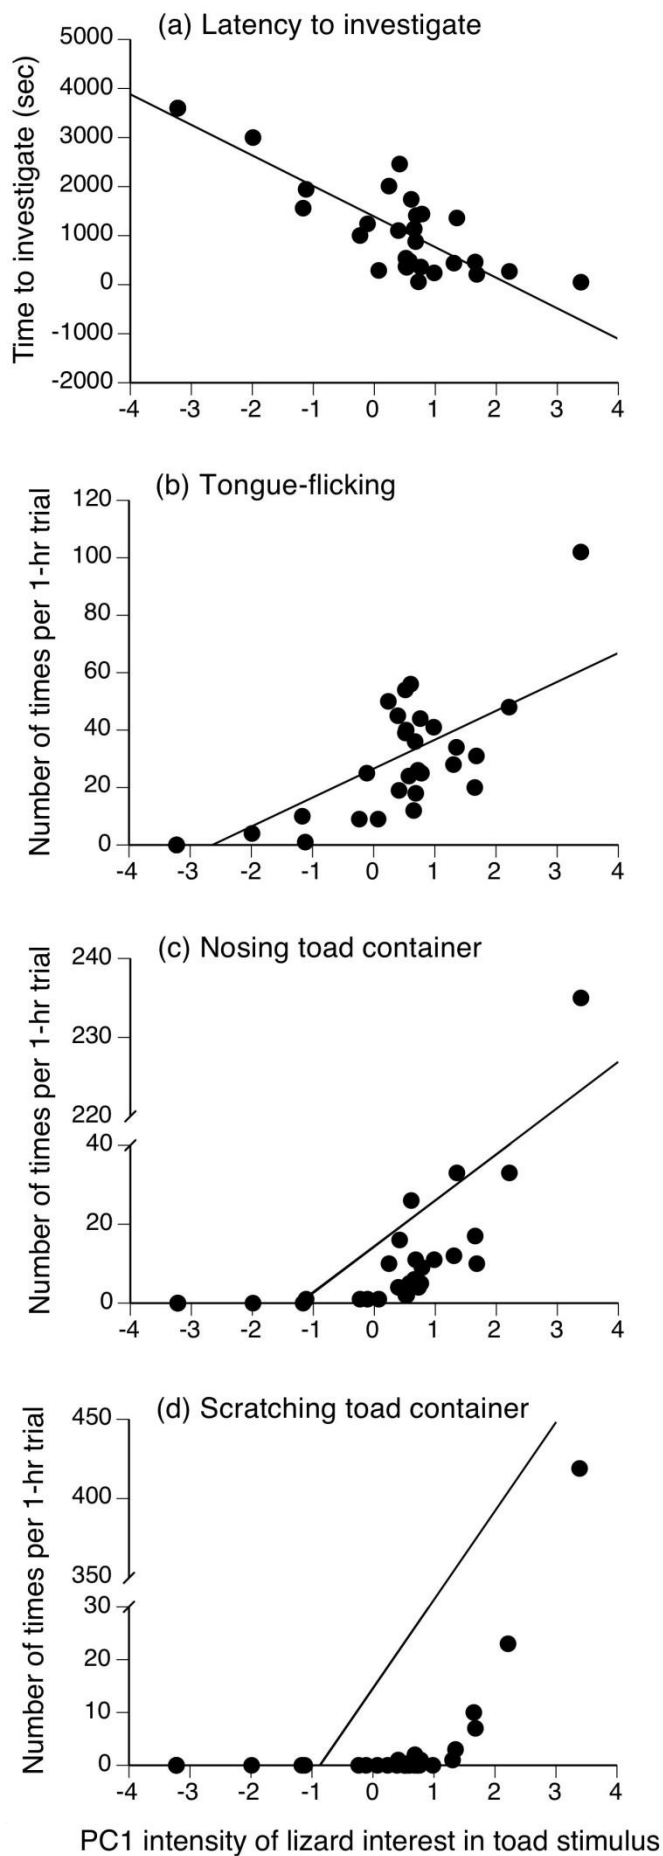 (a) Latency to investigate
Time to investigate (sec)
5000
4000
3000
2000
1000
0
-1000
-2000
-4 -3 -2 -1 0 1 2 3 4
(b) Tongue-flicking
Number of times per 1-hr trial
120
100
80
60
40
20
0
-4 -3 -2 -1 0 1 2 3 4
(c) Nosing toad container
Number of times per 1-hr trial
240
230
220
40
20
0
-4 -3 -2 -1 0 1 2 3 4
(d) Scratching toad container
Number of times per 1-hr trial
450
400
350
30
20
10
0
-4 -3 -2 -1 0 1 2 3 4
PC1 intensity of lizard interest in toad stimulus